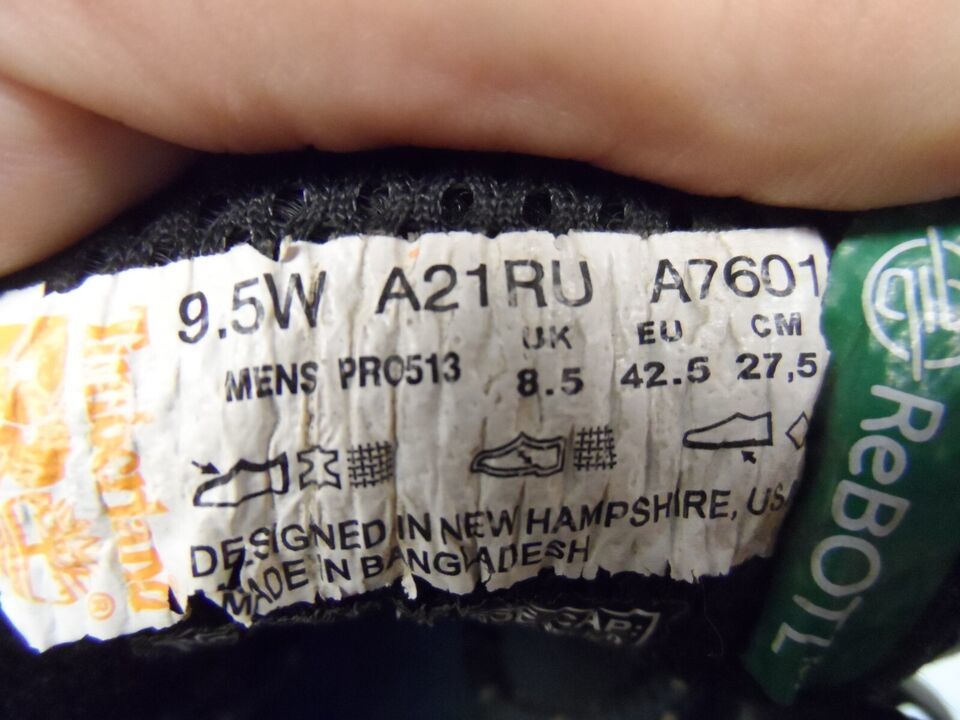 Timberland ®
9.5W A21RU A7601
UK EU CM
MENS PRO513 8.5 42.5 27,5
DESIGNED IN NEW HAMPSHIRE, US
MADE IN BANGLADESH
ReBOTL